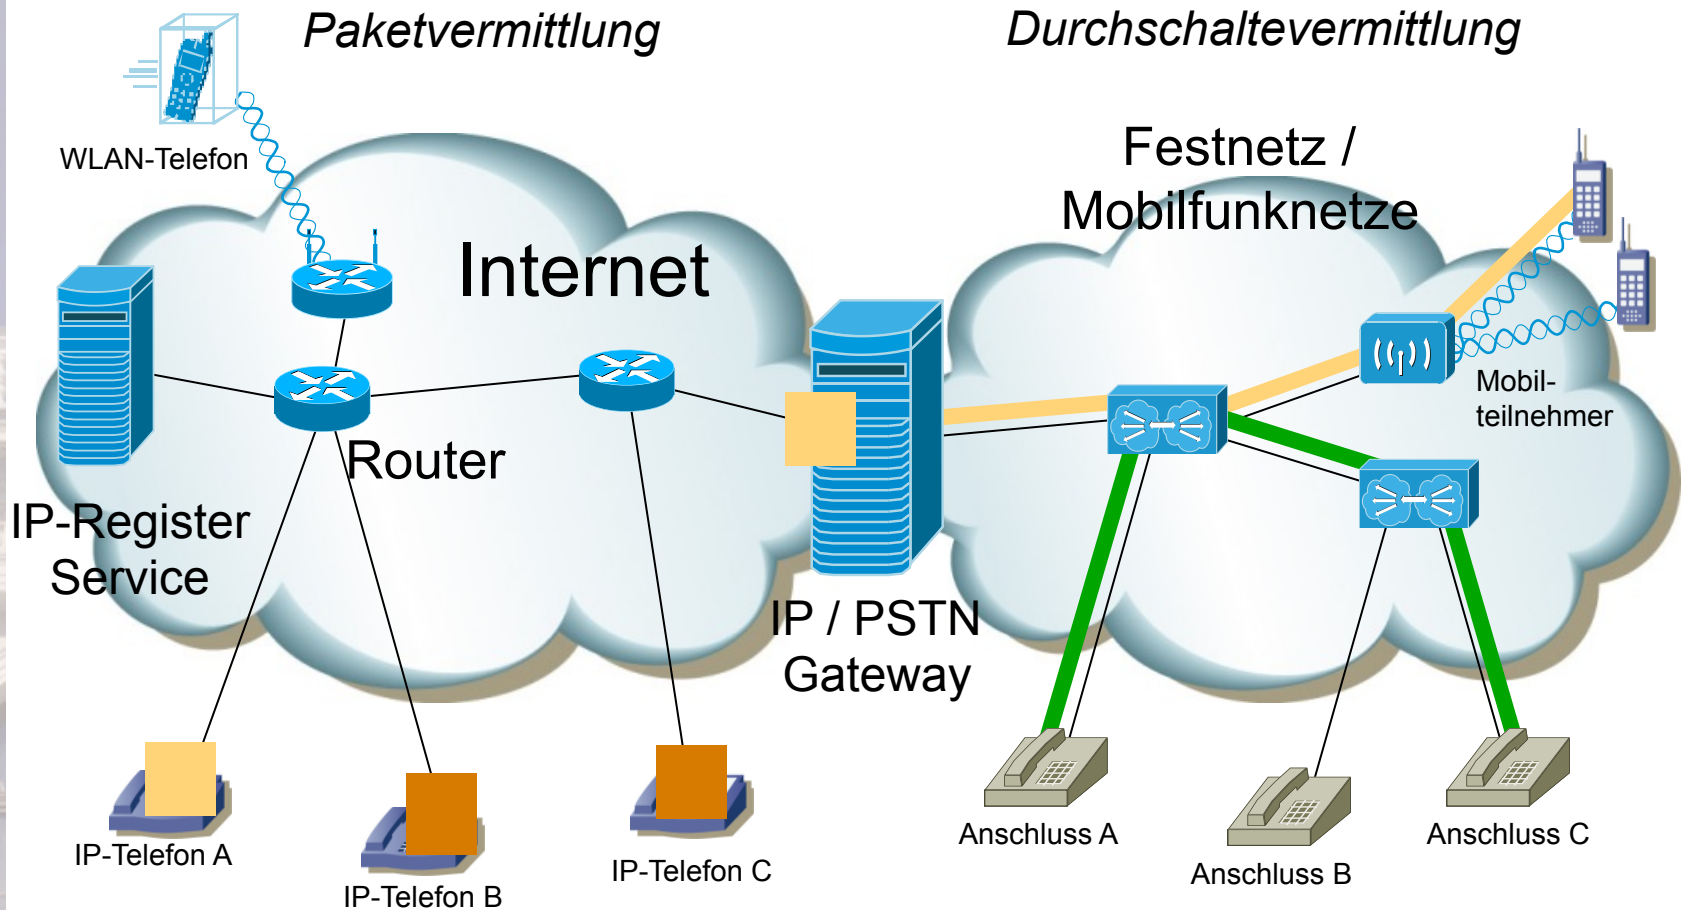 Paketvermittlung
Durchschaltevermittlung
WLAN-Telefon
Festnetz /
Mobilfunknetze
Internet
Mobil-
teilnehmer
Router
IP-Register
Service
IP / PSTN
Gateway
IP-Telefon A
IP-Telefon B
IP-Telefon C
Anschluss A
Anschluss B
Anschluss C